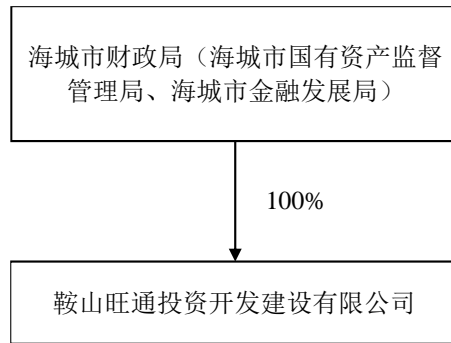 海城市财政局（海城市国有资产监督
管理局、海城市金融发展局）
100%
鞍山旺通投资开发建设有限公司